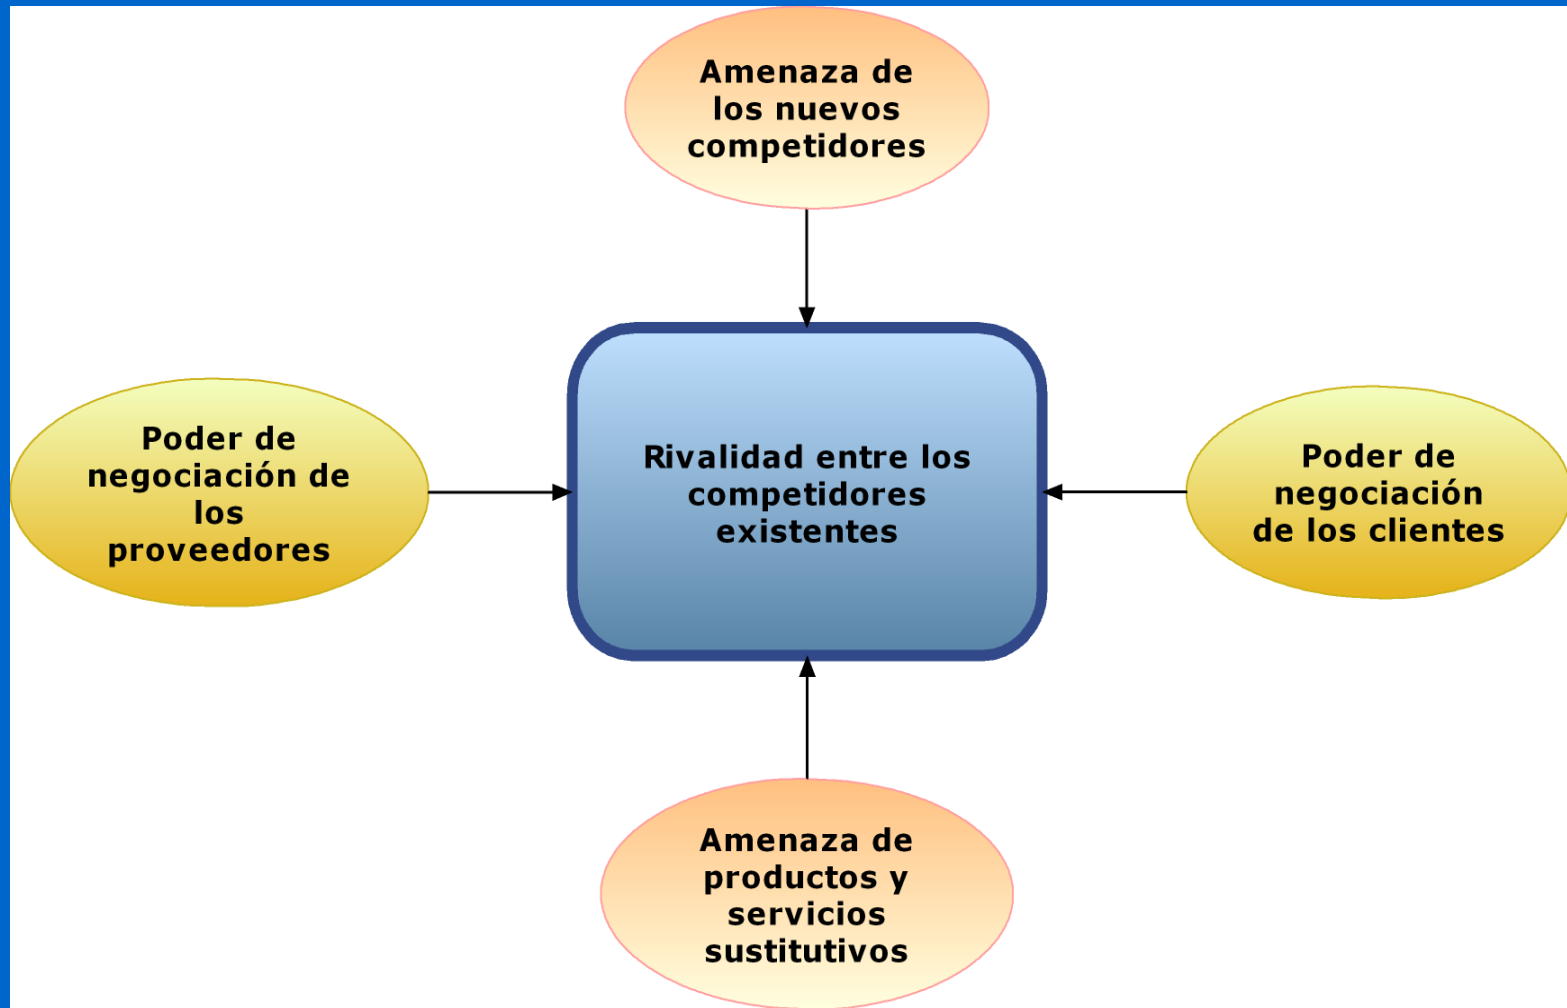 Amenaza de
los nuevos
competidores
Poder de
negociación de
los
proveedores
Rivalidad entre los
competidores
existentes
Poder de
negociación
de los clientes
Amenaza de
productos y
servicios
sustitutivos